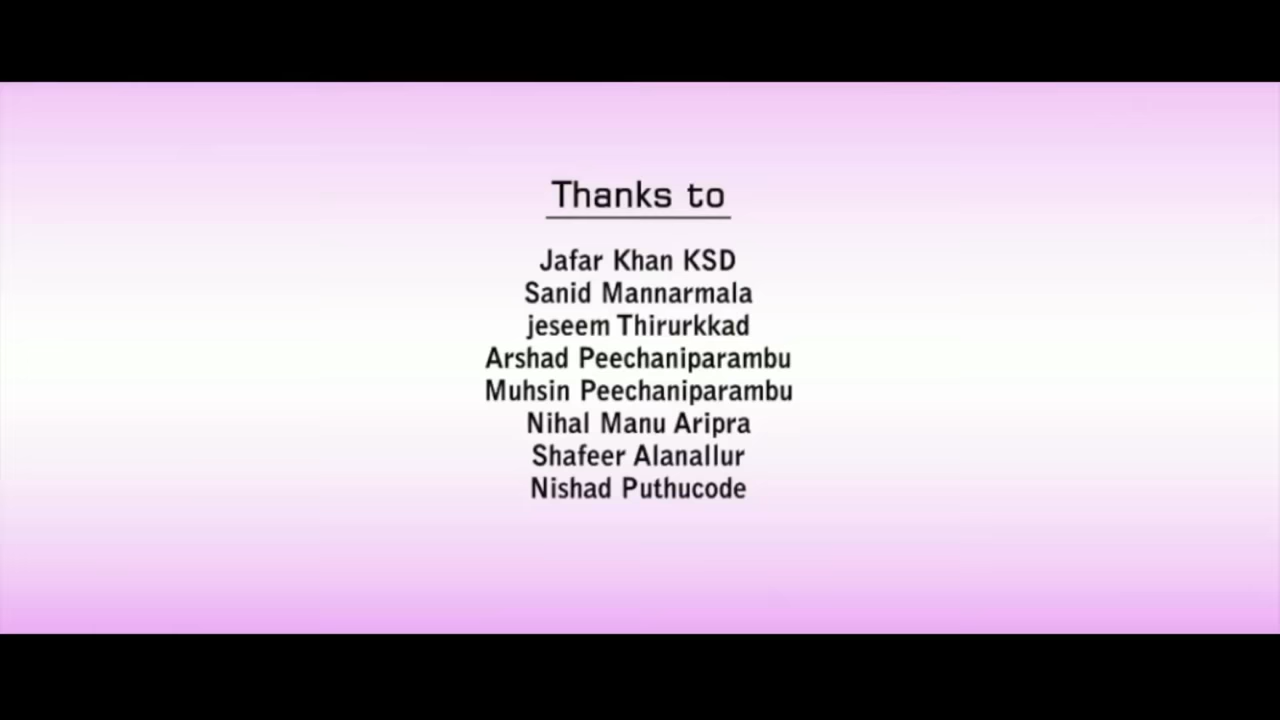 Thanks to
Jafar Khan KSD
Sanid Mannarmala
jeseem Thirurkkad
Arshad Peechaniparambu
Muhsin Peechaniparambu
Nihal Manu Aripra
Shafeer Alanallur
Nishad Puthucode